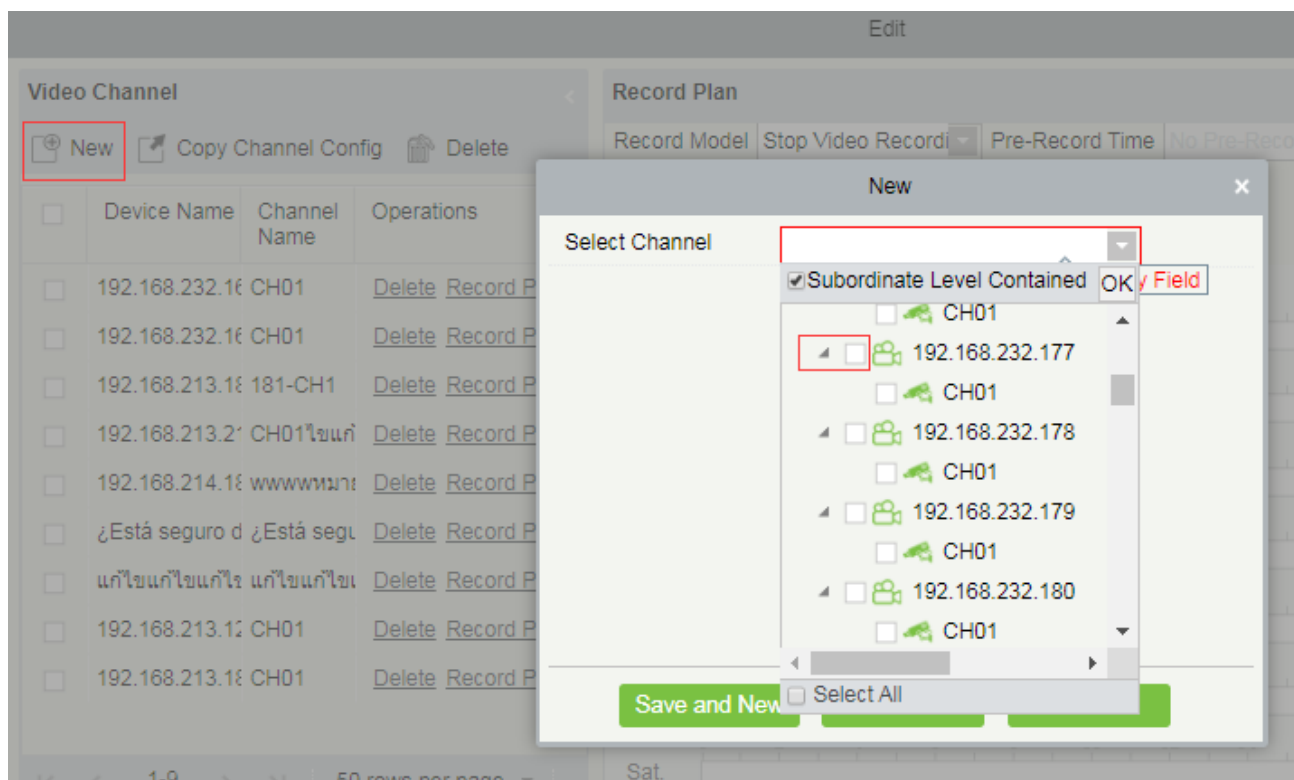 Edit
Video Channel
Record Plan
New Copy Channel Config Delete
Record Model Stop Video Recordi Pre-Record Time No Pre-Reco
Device Name Channel Name Operations
192.168.232.16 CH01 Delete Record P
192.168.232.16 CH01 Delete Record P
192.168.213.18 181-CH1 Delete Record P
192.168.213.21 CH01ไขแก้ Delete Record P
192.168.214.18 wwwwหมาย Delete Record P
¿Está seguro d ¿Está segu Delete Record P
แก้ไขแก้ไขแก้ไข แก้ไขแก้ไขแ Delete Record P
192.168.213.12 CH01 Delete Record P
192.168.213.18 CH01 Delete Record P
1-9 50 rows per page
New
Select Channel
Subordinate Level Contained OK y Field
CH01
192.168.232.177
CH01
192.168.232.178
CH01
192.168.232.179
CH01
192.168.232.180
CH01
Select All
Save and New
Sat.